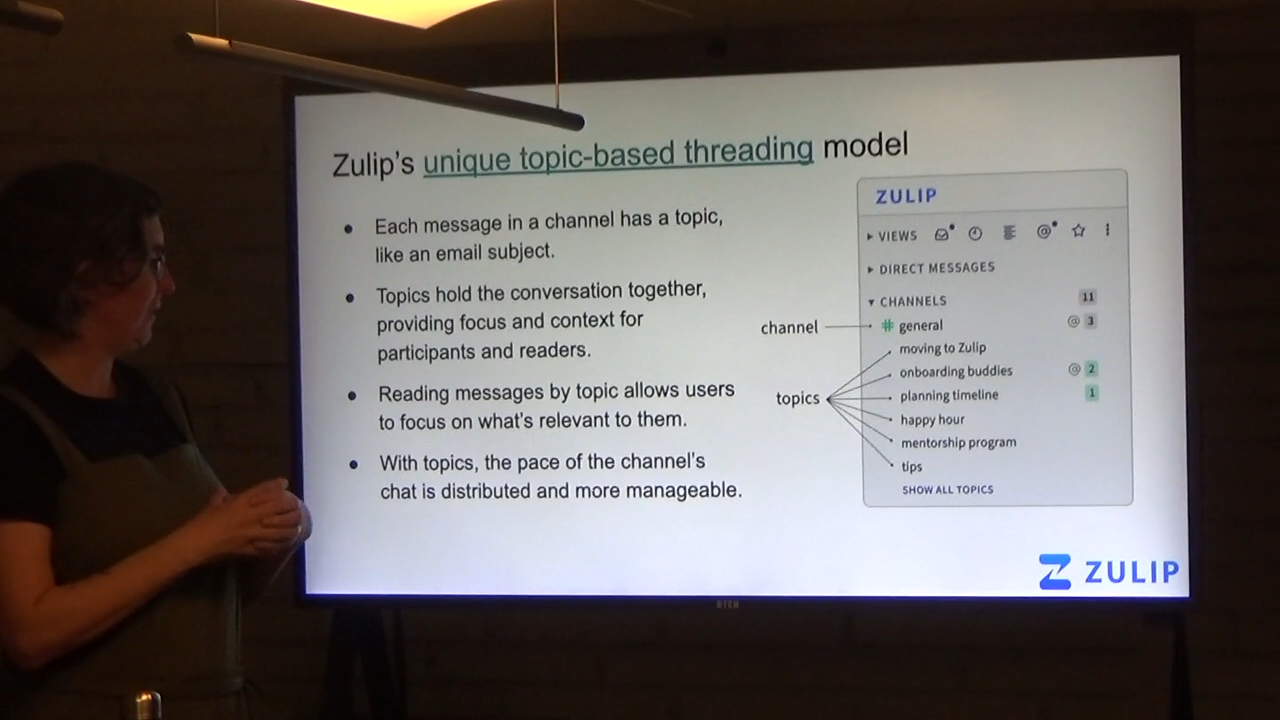 Zulip's unique topic-based threading model
● Each message in a channel has a topic,
like an email subject.
● Topics hold the conversation together,
providing focus and context for
participants and readers.
● Reading messages by topic allows users
to focus on what's relevant to them.
● With topics, the pace of the channel's
chat is distributed and more manageable.
ZULIP
VIEWS
DIRECT MESSAGES
CHANNELS 11
channel
# general @ 3
moving to Zulip
onboarding buddies @ 2
planning timeline 1
topics
happy hour
mentorship program
tips
SHOW ALL TOPICS
ZULIP